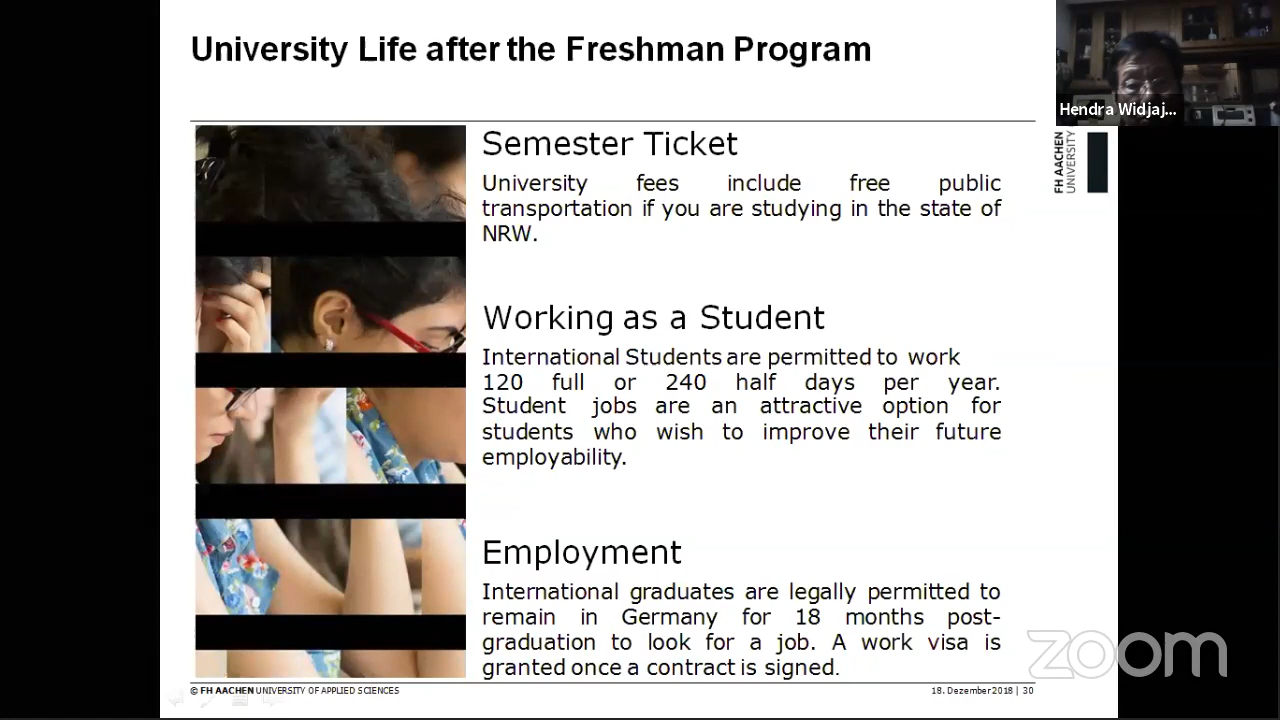 University Life after the Freshman Program
Hendra Widjaj...
FH AACHEN
UNIVERSITY
Semester Ticket
University fees include free public
transportation if you are studying in the state of
NRW.
Working as a Student
International Students are permitted to work
120 full or 240 half days per year.
Student jobs are an attractive option for
students who wish to improve their future
employability.
Employment
International graduates are legally permitted to
remain in Germany for 18 months post-
graduation to look for a job. A work visa is
granted once a contract is signed.
zoom
© FH AACHEN UNIVERSITY OF APPLIED SCIENCES
18. Dezember 2018 | 30